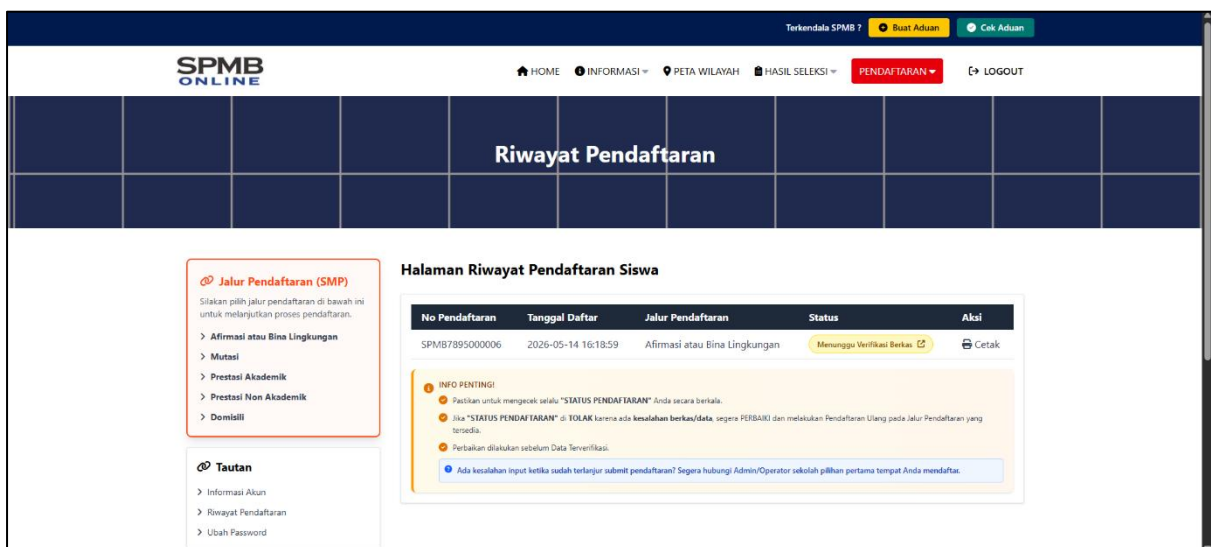 Terkendala SPMB ?
Buat Aduan
Cek Aduan
SPMB
ONLINE
HOME
INFORMASI
PETA WILAYAH
HASIL SELEKSI
PENDAFTARAN
LOGOUT
Riwayat Pendaftaran
Jalur Pendaftaran (SMP)
Silakan pilih jalur pendaftaran di bawah ini
untuk melanjutkan proses pendaftaran.
Afirmasi atau Bina Lingkungan
Mutasi
Prestasi Akademik
Prestasi Non Akademik
Domisili
Tautan
Informasi Akun
Riwayat Pendaftaran
Ubah Password
Halaman Riwayat Pendaftaran Siswa
No Pendaftaran Tanggal Daftar Jalur Pendaftaran Status Aksi
SPMB7895000006 2026-05-14 16:18:59 Afirmasi atau Bina Lingkungan Menunggu Verifikasi Berkas Cetak
INFO PENTING!
Pastikan untuk mengecek selalu "STATUS PENDAFTARAN" Anda secara berkala.
Jika "STATUS PENDAFTARAN" di TOLAK karena ada kesalahan berkas/data, segera PERBAIKI dan melakukan Pendaftaran Ulang pada Jalur Pendaftaran yang
tersedia.
Perbaikan dilakukan sebelum Data Terverifikasi.
Ada kesalahan input ketika sudah terlanjur submit pendaftaran? Segera hubungi Admin/Operator sekolah pilihan pertama tempat Anda mendaftar.